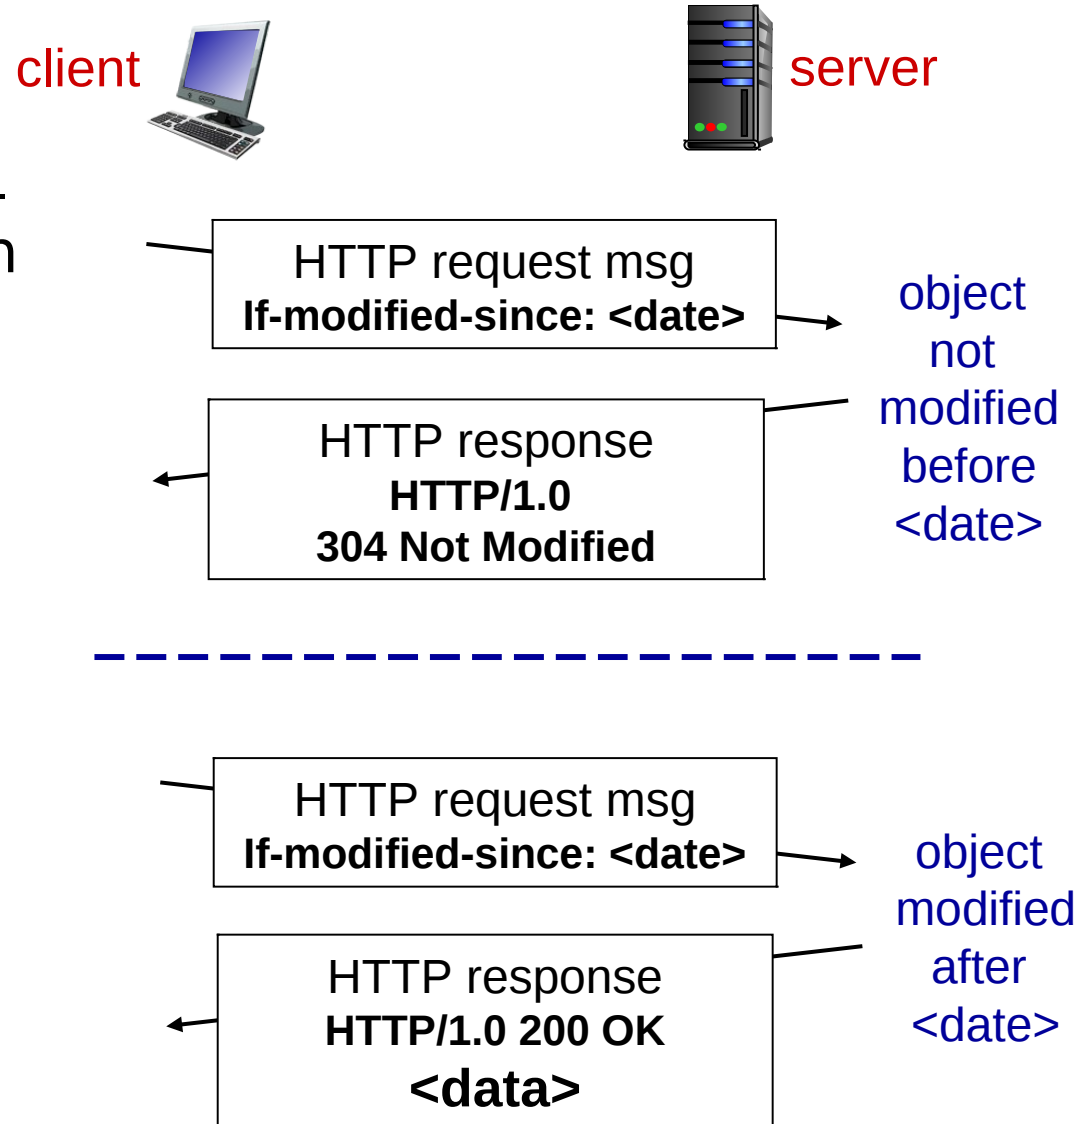 client
server
HTTP request msg
If-modified-since: <date>
object
not
modified
before
<date>
HTTP response
HTTP/1.0
304 Not Modified
HTTP request msg
If-modified-since: <date>
object
modified
after
<date>
HTTP response
HTTP/1.0 200 OK
<data>